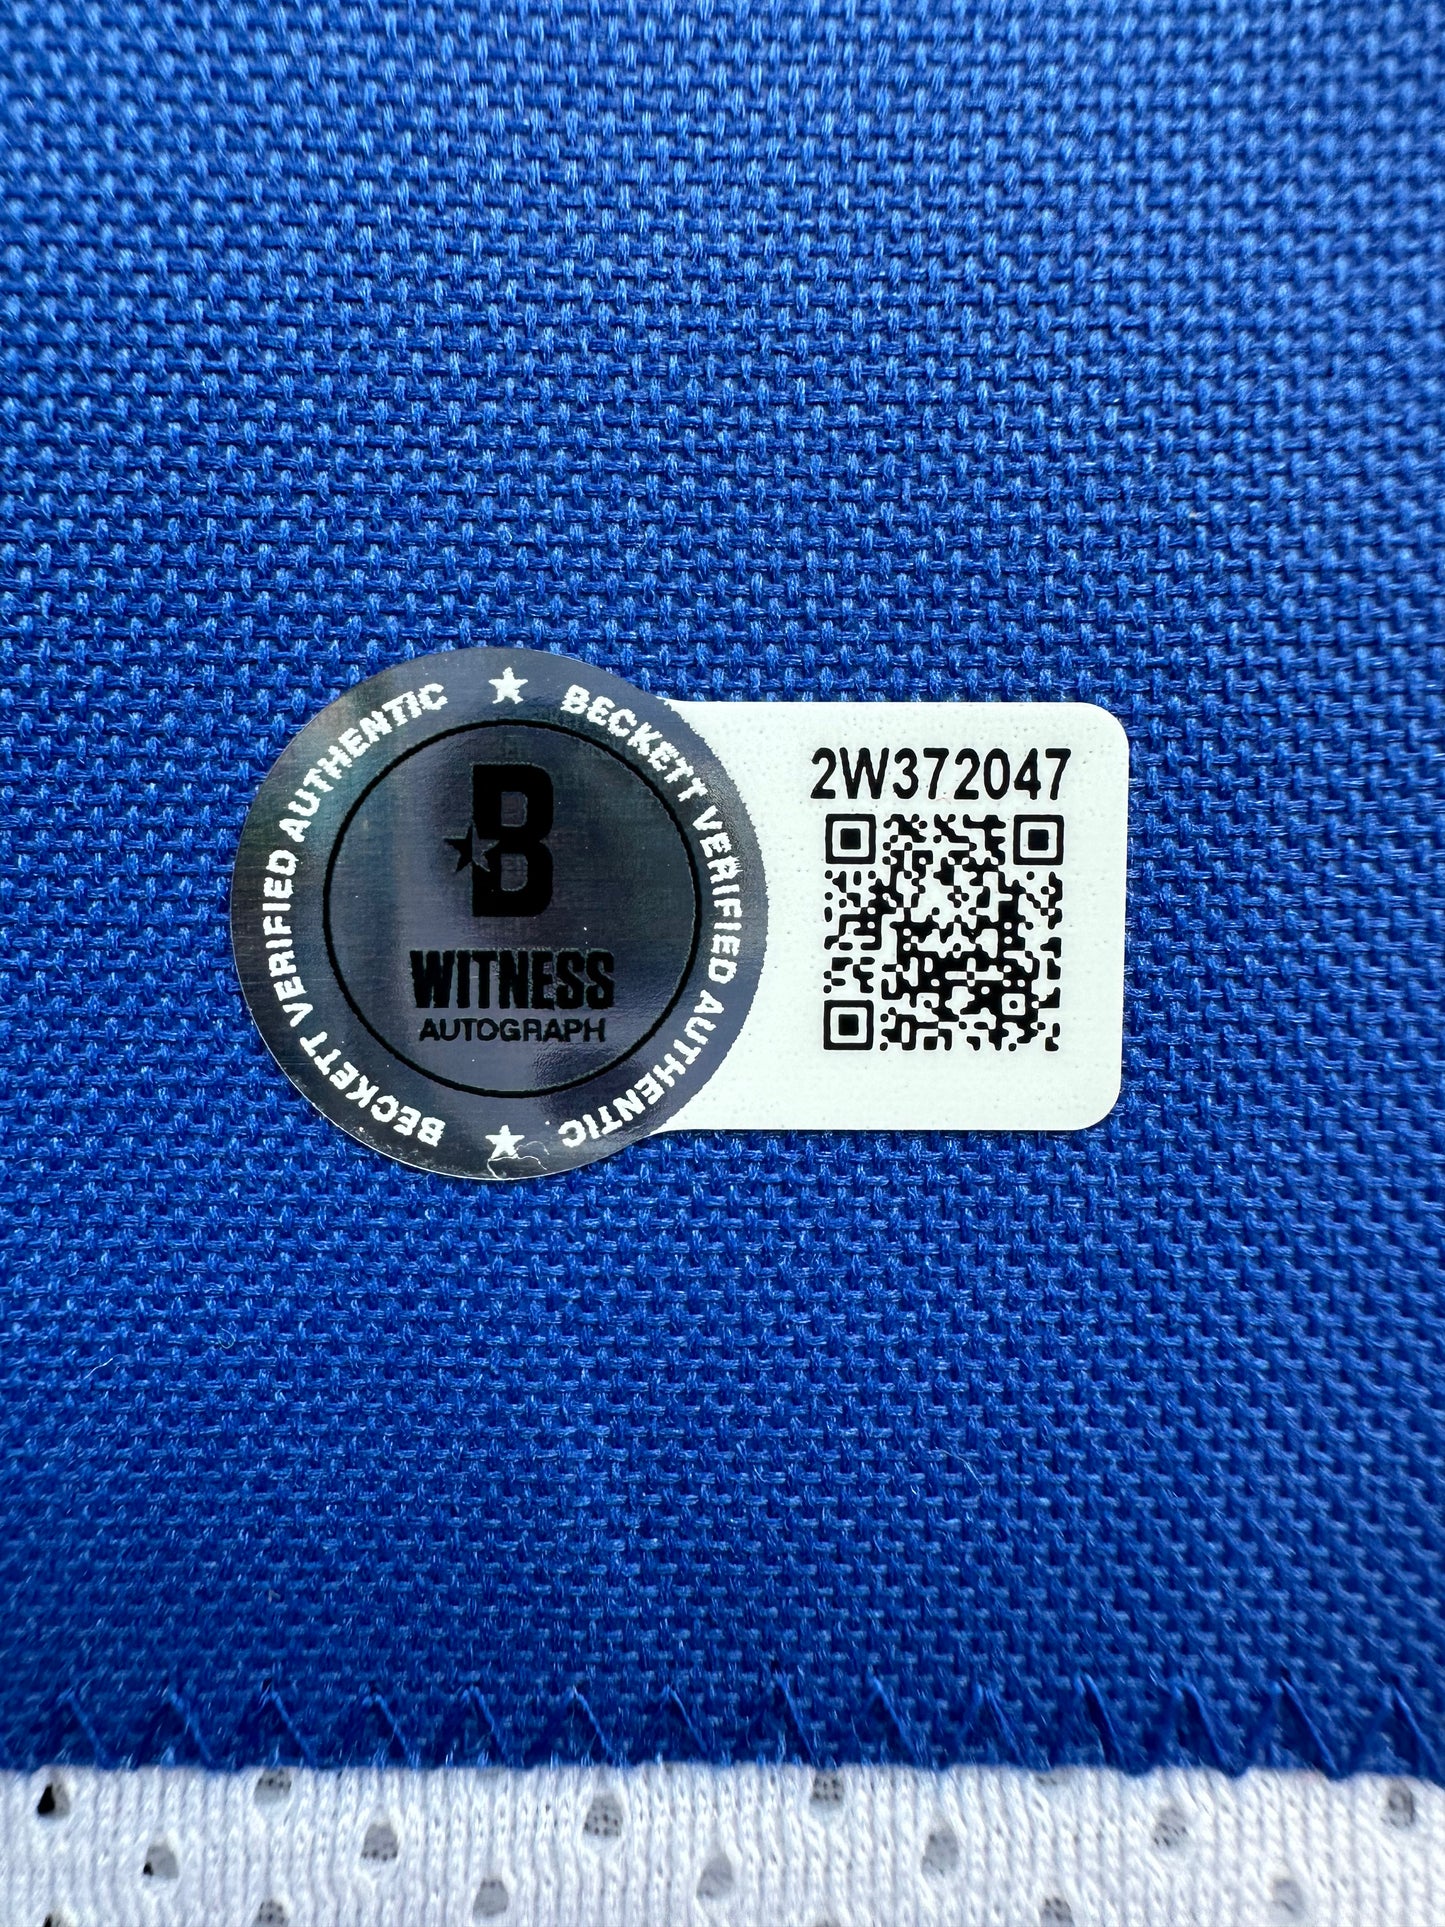 BECKETT VERIFIED AUTHENTIC ★ BECKETT VERIFIED AUTHENTIC ★
B
WITNESS
AUTOGRAPH
2W372047